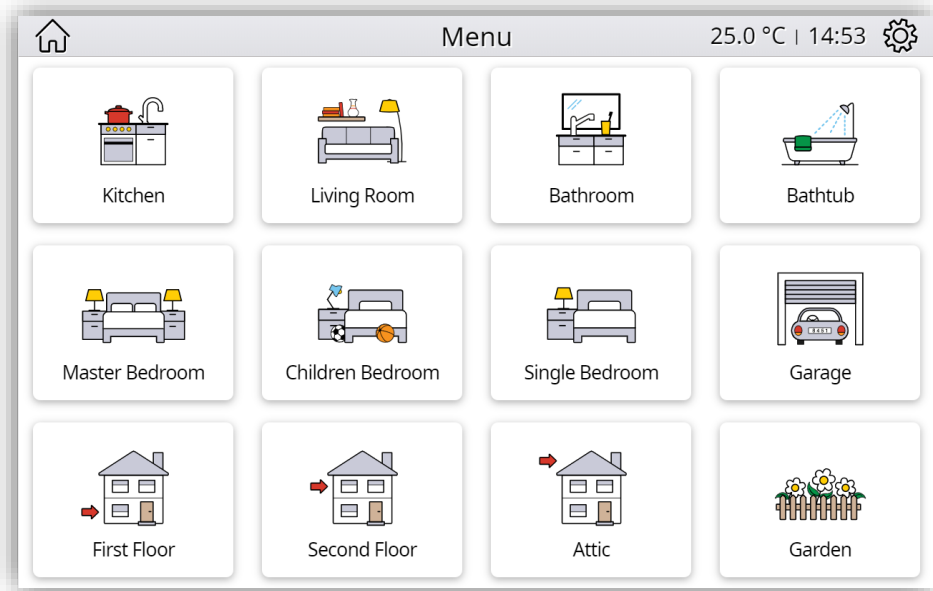 Menu 25.0 °C | 14:53
Kitchen Living Room Bathroom Bathtub
Master Bedroom Children Bedroom Single Bedroom Garage
First Floor Second Floor Attic Garden